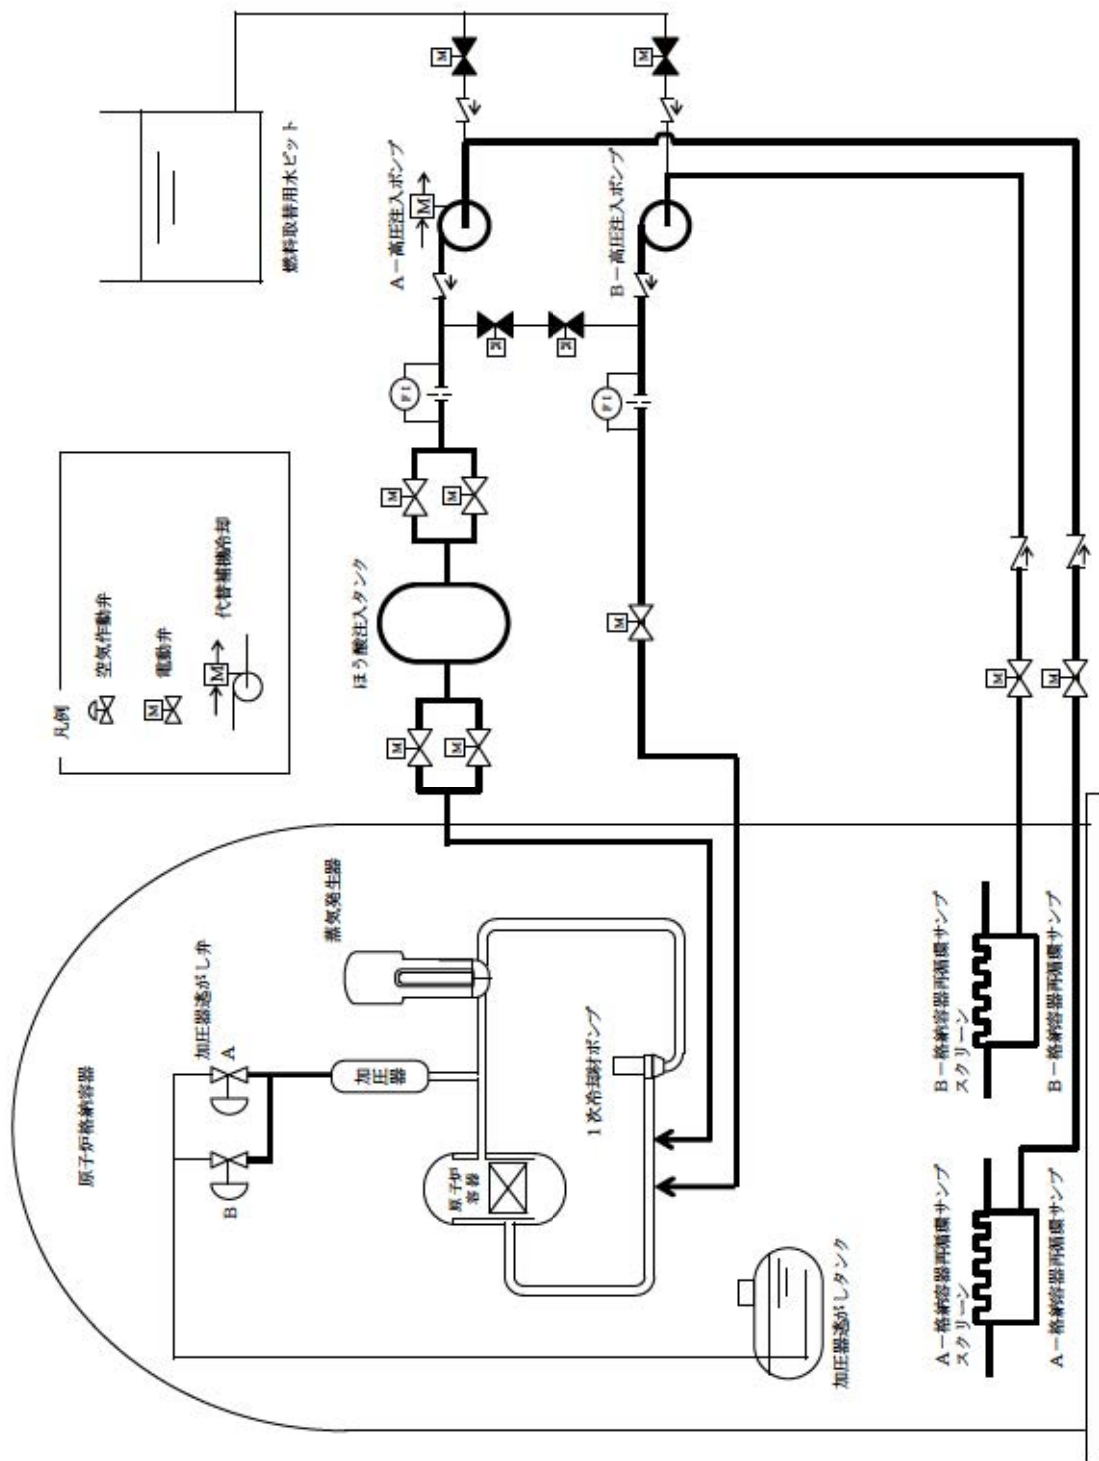 原子炉格納容器
加圧器逃がし弁
A
B
加圧器
蒸気発生器
原子炉
容器
1次冷却材ポンプ
加圧器逃がしタンク
A－格納容器再循環サンプ
スクリーン
A－格納容器再循環サンプ
B－格納容器再循環サンプ
スクリーン
B－格納容器再循環サンプ
凡例
空気作動弁
M
電動弁
M
代替補機冷却
ほう酸注入タンク
M
M
M
M
M
M
M
FI
FI
燃料取替用水ピット
A－高圧注入ポンプ
M
B－高圧注入ポンプ
M
M